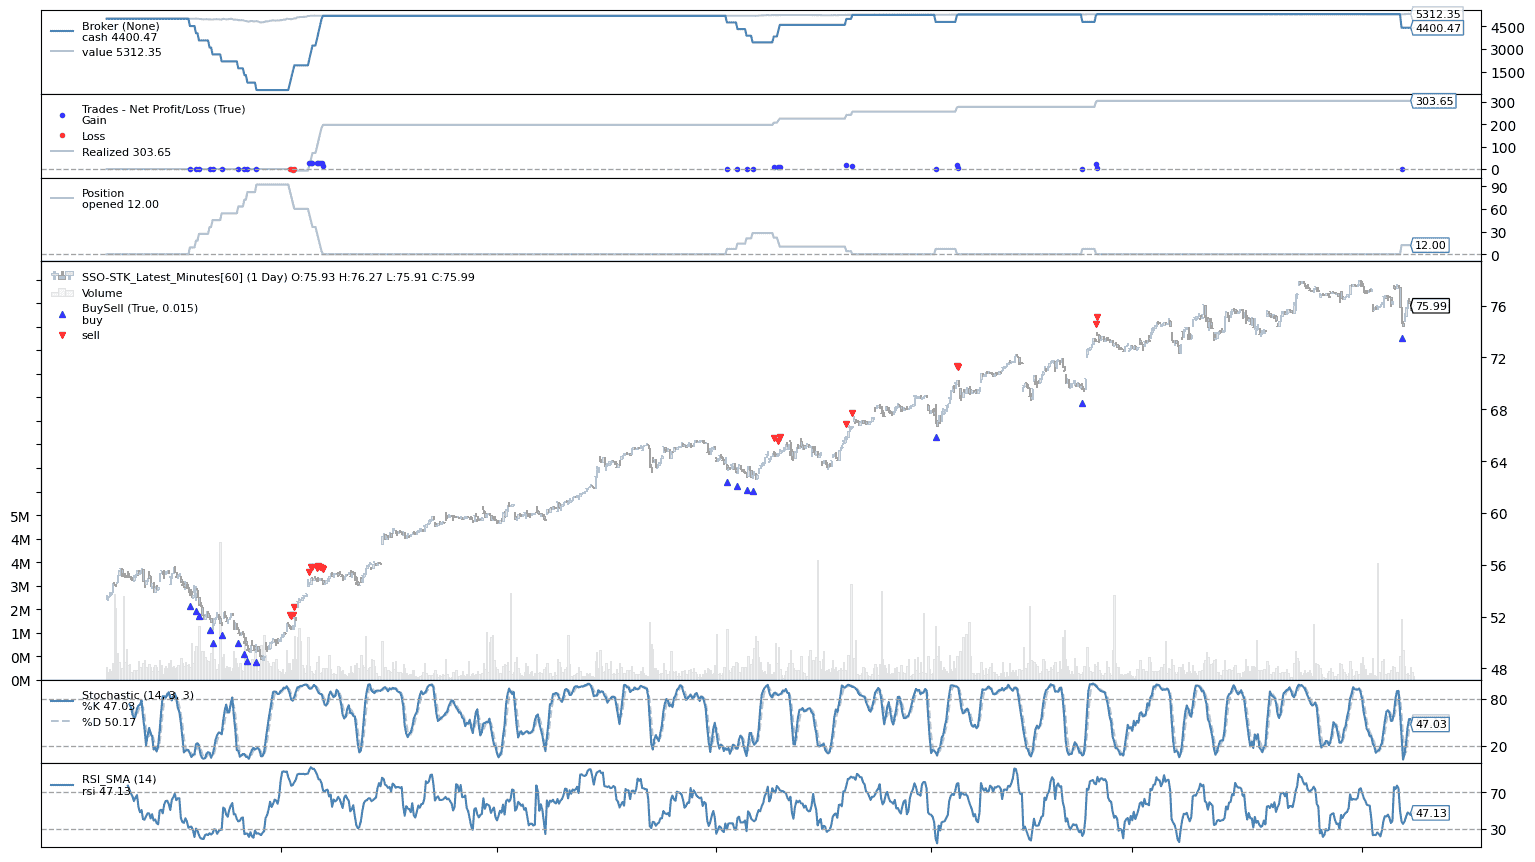 Broker (None)
cash 4400.47
value 5312.35
5312.35
4400.47
4500
3000
1500
Trades - Net Profit/Loss (True)
Gain
Loss
Realized 303.65
303.65
300
200
100
0
Position
opened 12.00
90
60
30
0
12.00
SSO-STK_Latest_Minutes[60] (1 Day) O:75.93 H:76.27 L:75.91 C:75.99
Volume
BuySell (True, 0.015)
buy
sell
75.99
76
72
68
64
60
56
52
48
5M
4M
4M
3M
2M
1M
0M
0M
Stochastic (14, 3, 3)
%K 47.03
%D 50.17
80
47.03
20
RSI_SMA (14)
rsi 47.13
70
47.13
30